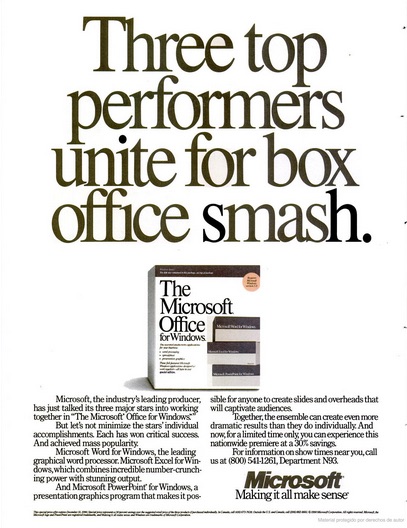 Three top
performers
unite for box
office smash.
The
Microsoft
Office
for Windows
Microsoft, the industry's leading producer,
has just talked its three major stars into working
together in “The Microsoft® Office for Windows.”
But let's not minimize the stars' individual
accomplishments. Each has won critical success.
And achieved mass popularity.
Microsoft Word for Windows, the leading
graphical word processor. Microsoft Excel for Win-
dows, which combines incredible number-crunch-
ing power with stunning output.
And Microsoft PowerPoint® for Windows, a
presentation graphics program that makes it pos-
sible for anyone to create slides and overheads that
will captivate audiences.
Together, the ensemble can create even more
dramatic results than they do individually. And
now, for a limited time only, you can experience this
nationwide premiere at a 30% savings.
For information on show times near you, call
us at (800) 541-1261, Department N93.
Microsoft
Making it all make sense®
Material protegido por derechos de autor